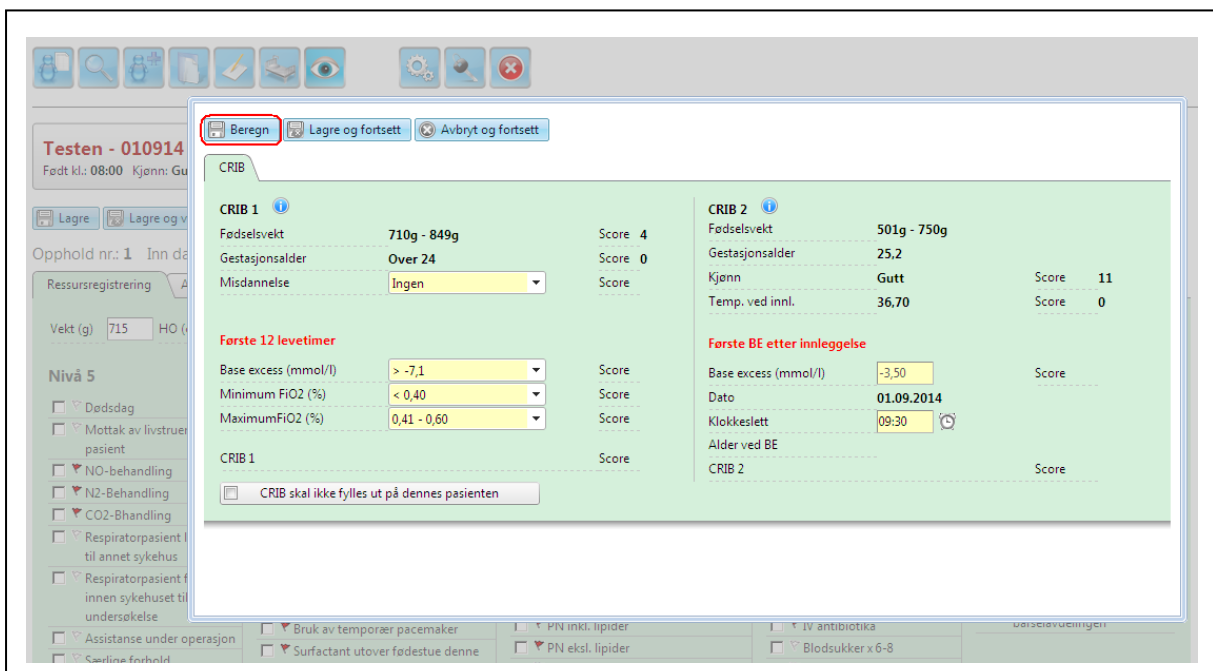 Beregn Lagre og fortsett Avbryt og fortsett
CRIB
CRIB 1
Fødselsvekt 710g - 849g Score 4
Gestasjonsalder Over 24 Score 0
Misdannelse Ingen Score
Første 12 levetimer
Base excess (mmol/l) > -7,1 Score
Minimum FiO2 (%) < 0,40 Score
MaximumFiO2 (%) 0,41 - 0,60 Score
CRIB 1 Score
CRIB skal ikke fylles ut på dennes pasienten
CRIB 2
Fødselsvekt 501g - 750g
Gestasjonsalder 25,2
Kjønn Gutt Score 11
Temp. ved innl. 36,70 Score 0
Første BE etter innleggelse
Base excess (mmol/l) -3,50 Score
Dato 01.09.2014
Klokkeslett 09:30
Alder ved BE
CRIB 2 Score
Testen - 010914
Født kl.: 08:00 Kjønn: Gu
Lagre Lagre og v
Opphold nr.: 1 Inn da
Ressursregistrering A
Vekt (g) 715 HO (
Nivå 5
Dødsdag
Mottak av livstruer
pasient
NO-behandling
N2-Behandling
CO2-Bhandling
Respiratorpasient
til annet sykehus
Respiratorpasient f
innen sykehuset til
undersøkelse
Assistanse under operasjon
Særlige forhold
Bruk av temporær pacemaker
Surfactant utover fødestue denne
PN inkl. lipider
PN eksl. lipider
IV antibiotika
Blodsukker x 6-8
barselavdelingen